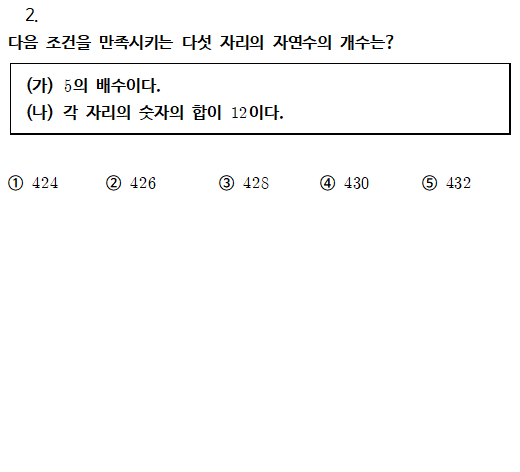 2.
다음 조건을 만족시키는 다섯 자리의 자연수의 개수는?
(가) 5의 배수이다.
(나) 각 자리의 숫자의 합이 12이다.
① 424 ② 426 ③ 428 ④ 430 ⑤ 432